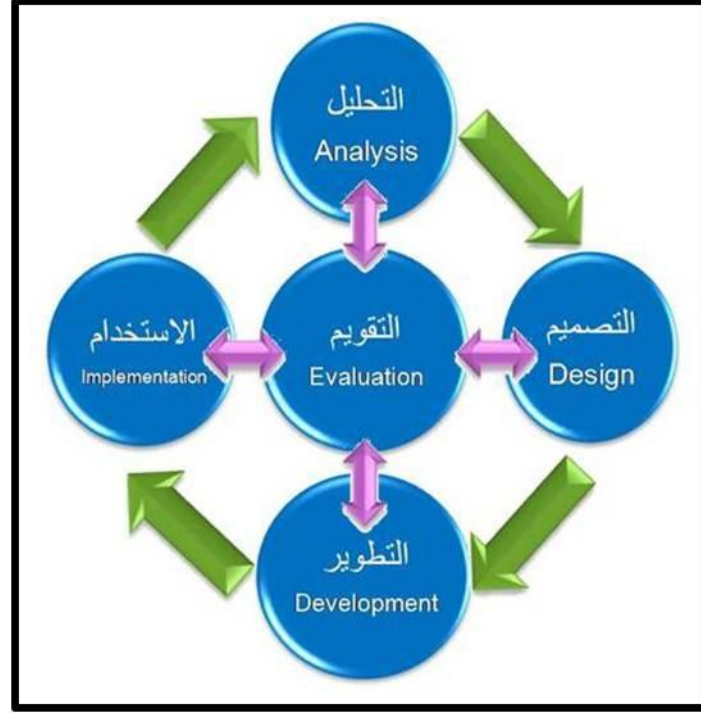 التحليل
Analysis
الاستخدام
Implementation
التقويم
Evaluation
التصميم
Design
التطوير
Development